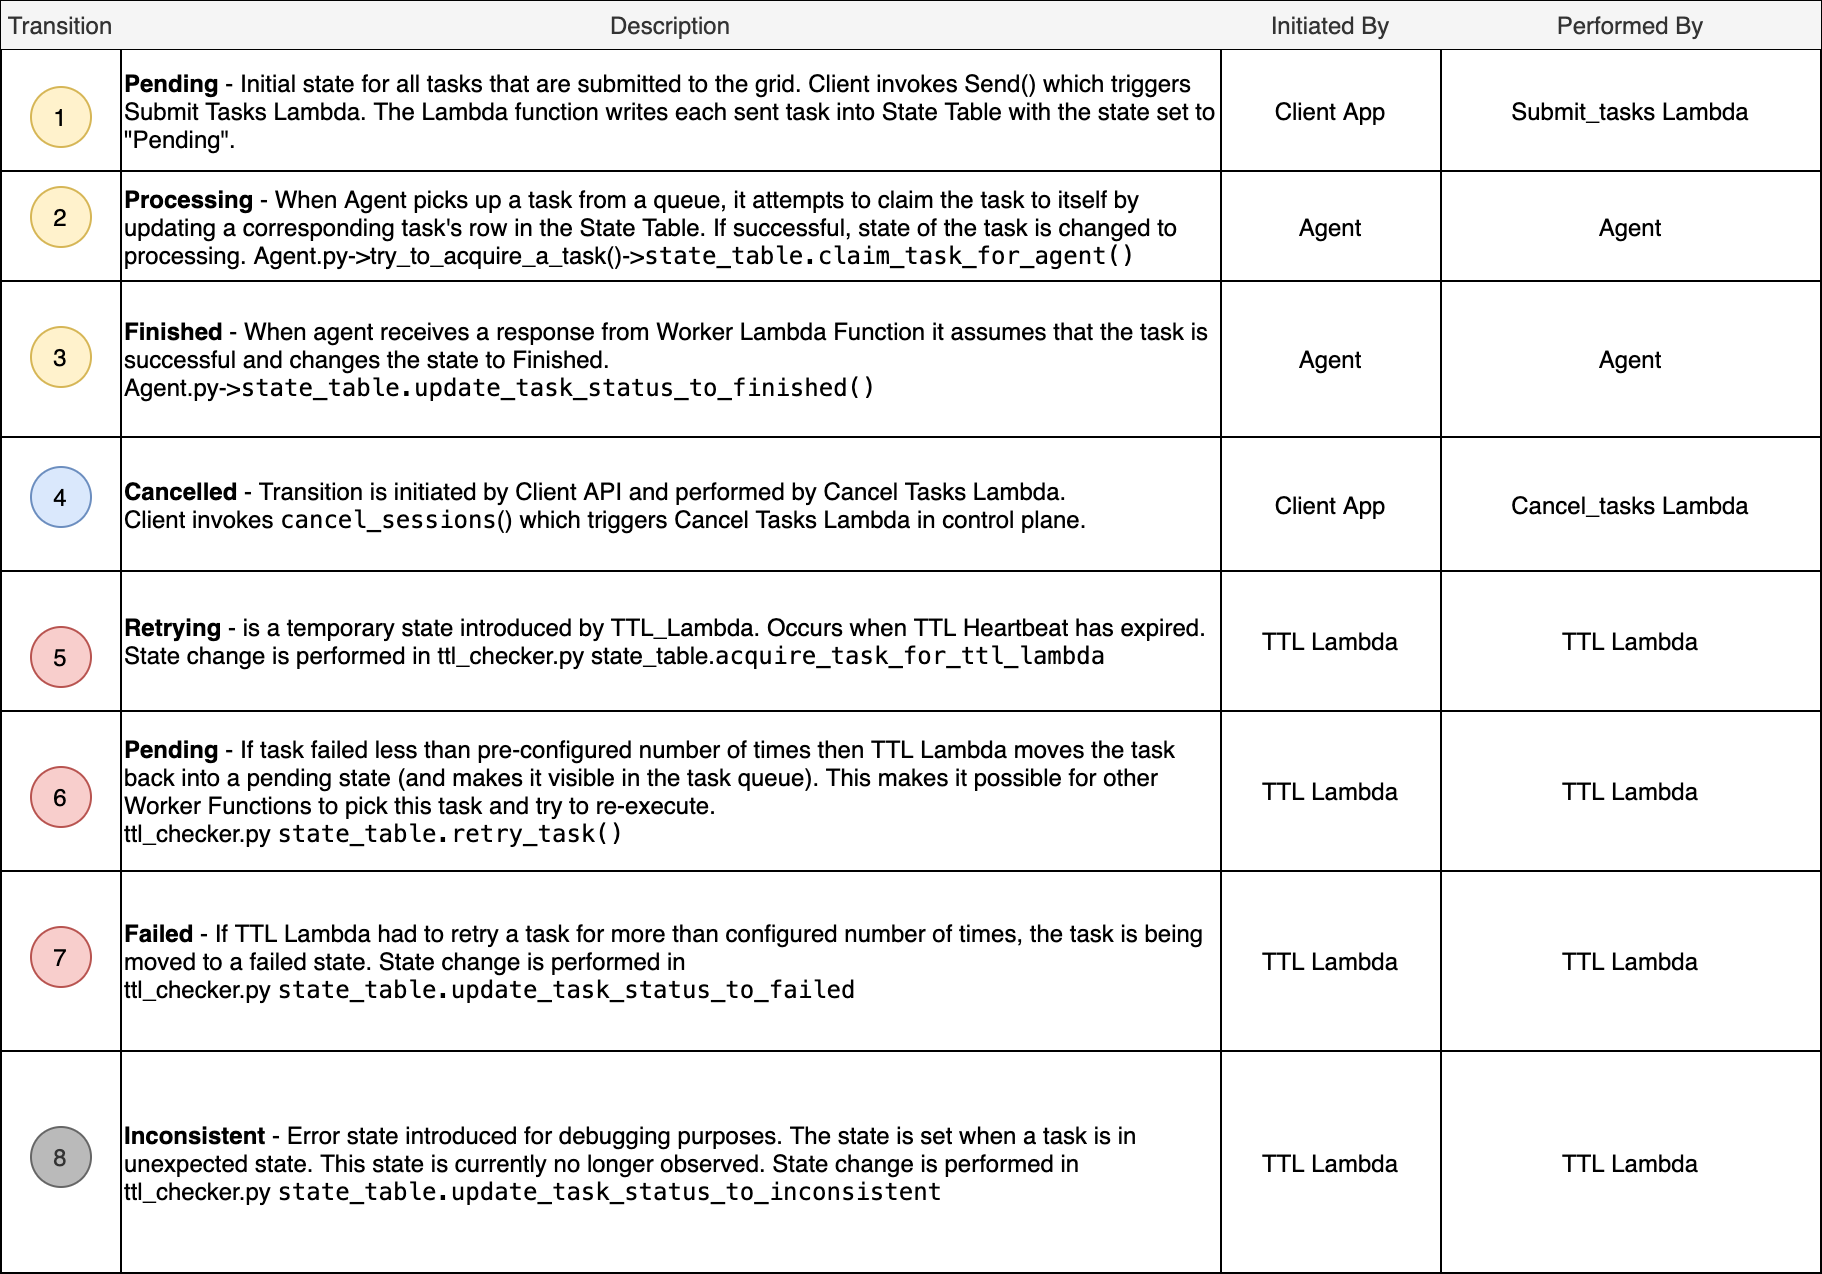 Transition Description Initiated By Performed By
1
Pending - Initial state for all tasks that are submitted to the grid. Client invokes Send() which triggers
Submit Tasks Lambda. The Lambda function writes each sent task into State Table with the state set to
"Pending".
Client App
Submit_tasks Lambda
2
Processing - When Agent picks up a task from a queue, it attempts to claim the task to itself by
updating a corresponding task's row in the State Table. If successful, state of the task is changed to
processing. Agent.py->try_to_acquire_a_task()->state_table.claim_task_for_agent()
Agent
Agent
3
Finished - When agent receives a response from Worker Lambda Function it assumes that the task is
successful and changes the state to Finished.
Agent.py->state_table.update_task_status_to_finished()
Agent
Agent
4
Cancelled - Transition is initiated by Client API and performed by Cancel Tasks Lambda.
Client invokes cancel_sessions() which triggers Cancel Tasks Lambda in control plane.
Client App
Cancel_tasks Lambda
5
Retrying - is a temporary state introduced by TTL_Lambda. Occurs when TTL Heartbeat has expired.
State change is performed in ttl_checker.py state_table.acquire_task_for_ttl_lambda
TTL Lambda
TTL Lambda
6
Pending - If task failed less than pre-configured number of times then TTL Lambda moves the task
back into a pending state (and makes it visible in the task queue). This makes it possible for other
Worker Functions to pick this task and try to re-execute.
ttl_checker.py state_table.retry_task()
TTL Lambda
TTL Lambda
7
Failed - If TTL Lambda had to retry a task for more than configured number of times, the task is being
moved to a failed state. State change is performed in
ttl_checker.py state_table.update_task_status_to_failed
TTL Lambda
TTL Lambda
8
Inconsistent - Error state introduced for debugging purposes. The state is set when a task is in
unexpected state. This state is currently no longer observed. State change is performed in
ttl_checker.py state_table.update_task_status_to_inconsistent
TTL Lambda
TTL Lambda